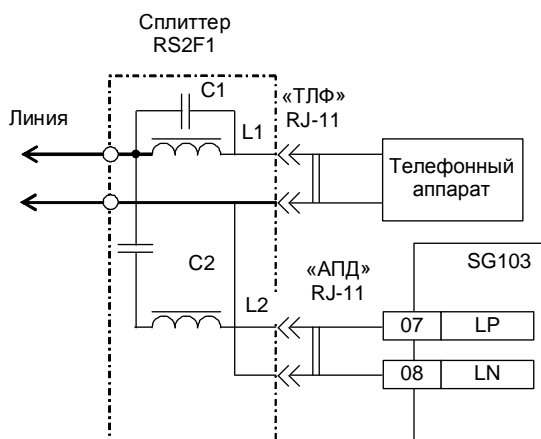 Сплиттер
RS2F1
C1
«ТЛФ»
RJ-11
Линия
L1
Телефонный
аппарат
C2
«АПД»
RJ-11
SG103
L2
07 LP
08 LN